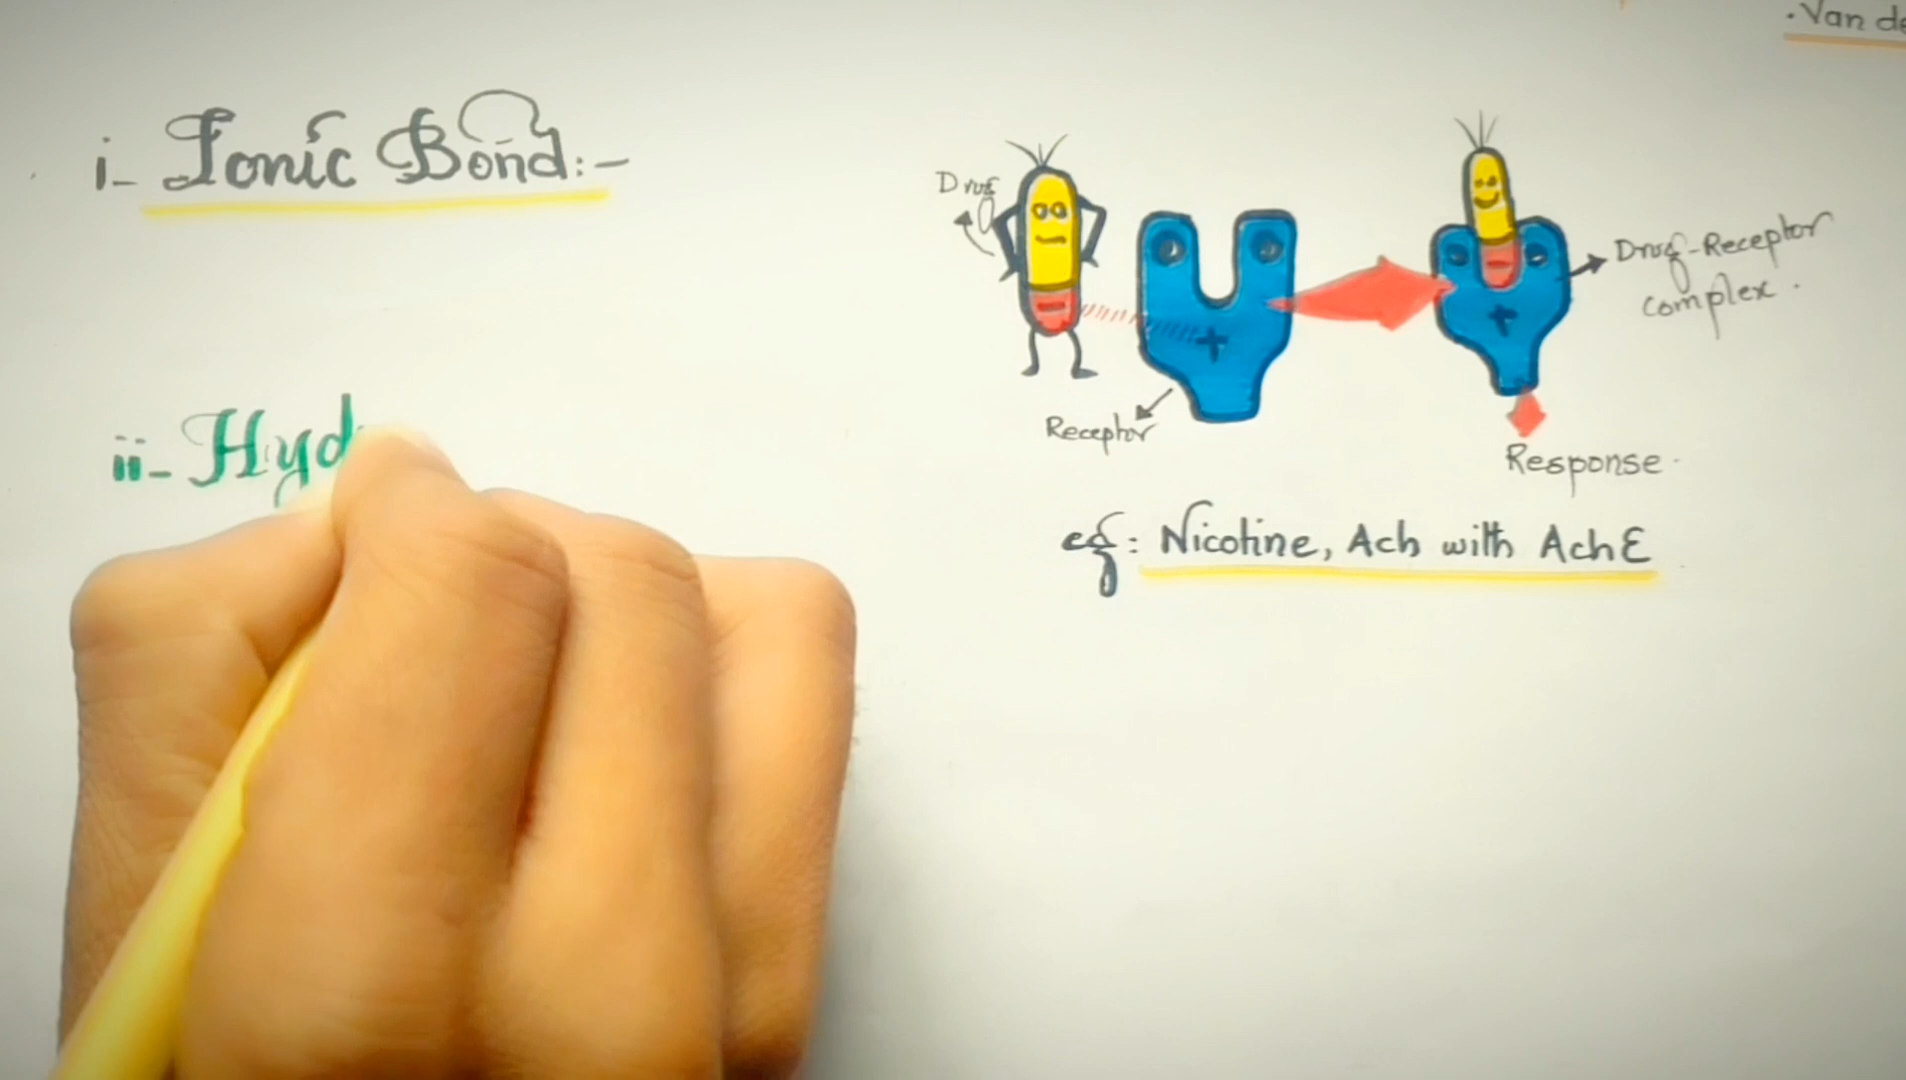 · Van de
i- Ionic Bond:-
Drug
Drug-Receptor
complex.
Receptor
Response.
ii- Hyd
eg: Nicotine, Ach with AchE